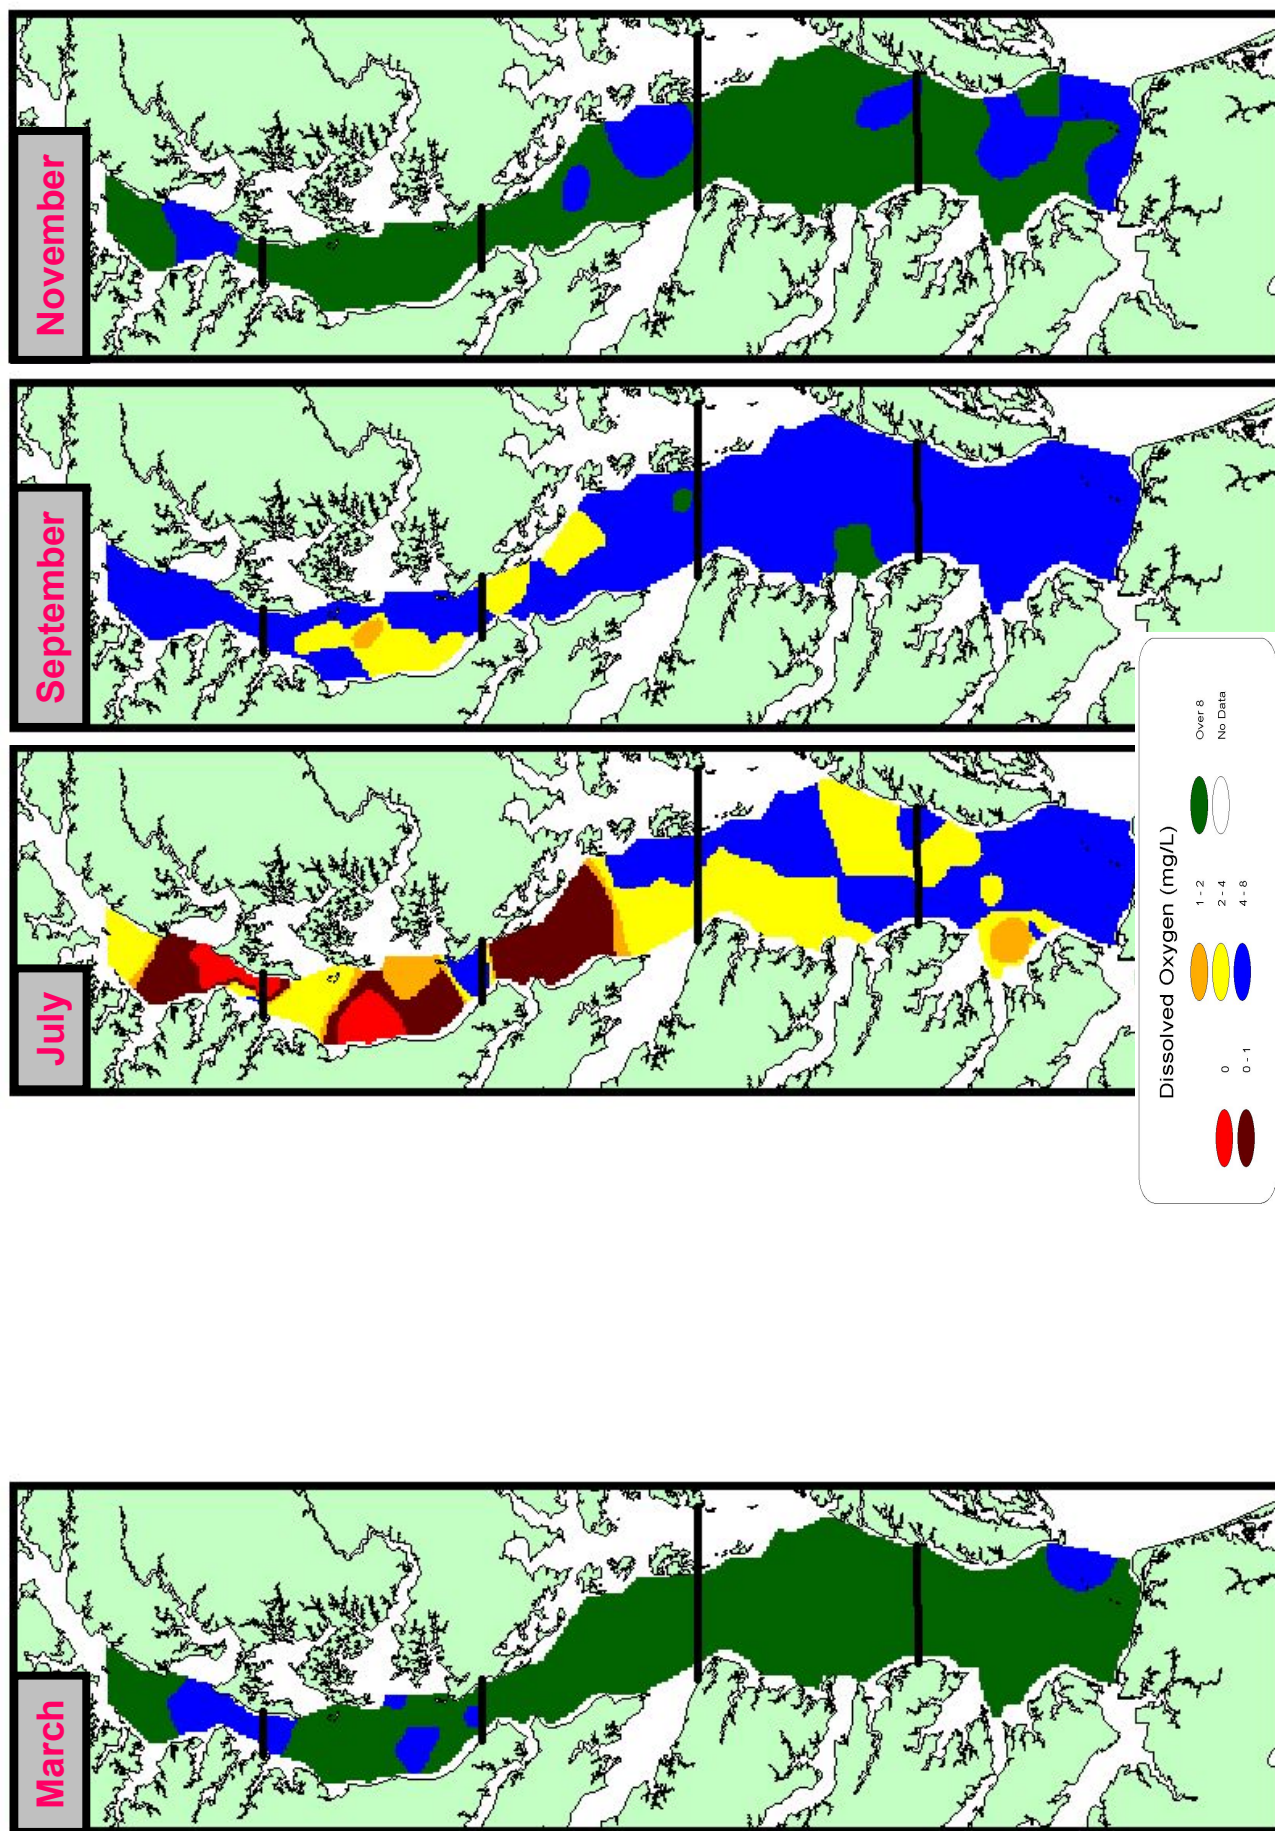 March
July
September
November
Dissolved Oxygen (mg/L)
0
0 - 1
1 - 2
2 - 4
4 - 8
Over 8
No Data